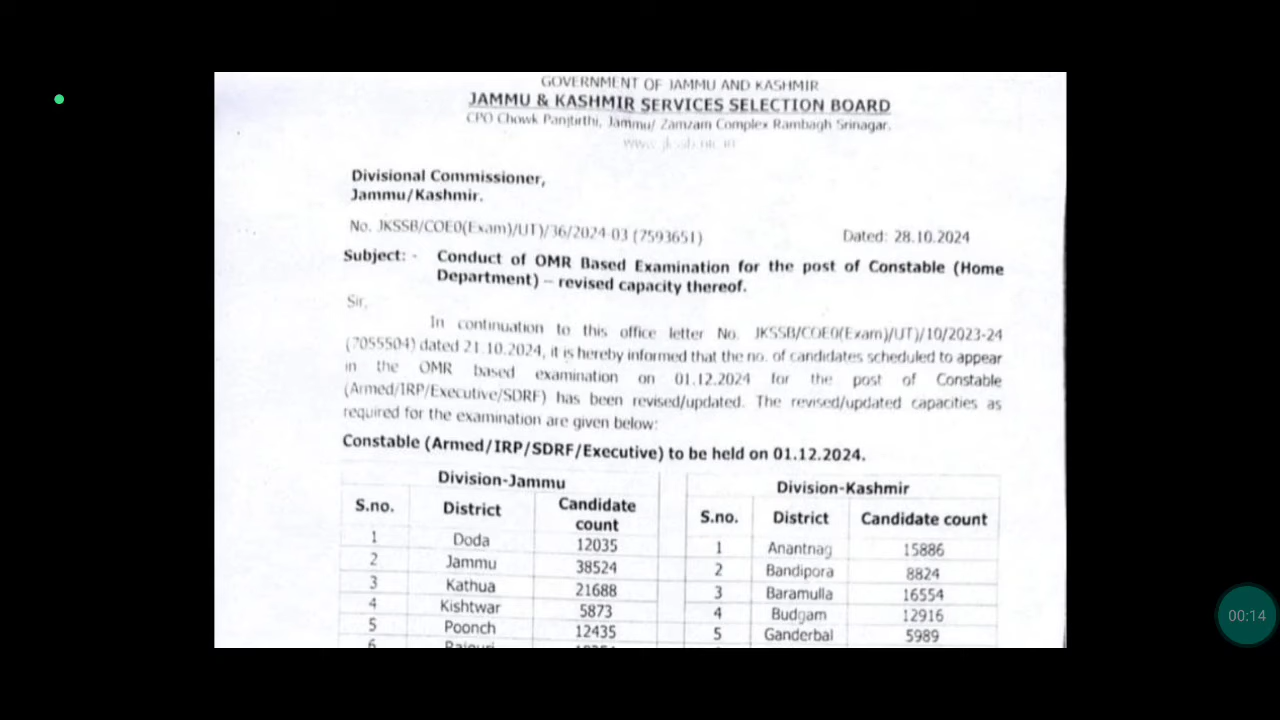 GOVERNMENT OF JAMMU AND KASHMIR
JAMMU & KASHMIR SERVICES SELECTION BOARD
CPO Chowk Panjtirthi, Jammu/ Zamzam Complex Rambagh Srinagar.
www.jkssb.nic.in
Divisional Commissioner,
Jammu/Kashmir.
No. JKSSB/COE0(Exam)/UT)/36/2024-03 (7593651) Dated: 28.10.2024
Subject: - Conduct of OMR Based Examination for the post of Constable (Home
Department) – revised capacity thereof.
Sir,
In continuation to this office letter No. JKSSB/COE0(Exam)/UT)/10/2023-24
(7055504) dated 21.10.2024, it is hereby informed that the no. of candidates scheduled to appear
in the OMR based examination on 01.12.2024 for the post of Constable
(Armed/IRP/Executive/SDRF) has been revised/updated. The revised/updated capacities as
required for the examination are given below:
Constable (Armed/IRP/SDRF/Executive) to be held on 01.12.2024.
Division-Jammu
S.no. District Candidate count
1 Doda 12035
2 Jammu 38524
3 Kathua 21688
4 Kishtwar 5873
5 Poonch 12435
6 Rajouri
Division-Kashmir
S.no. District Candidate count
1 Anantnag 15886
2 Bandipora 8824
3 Baramulla 16554
4 Budgam 12916
5 Ganderbal 5989
00:14